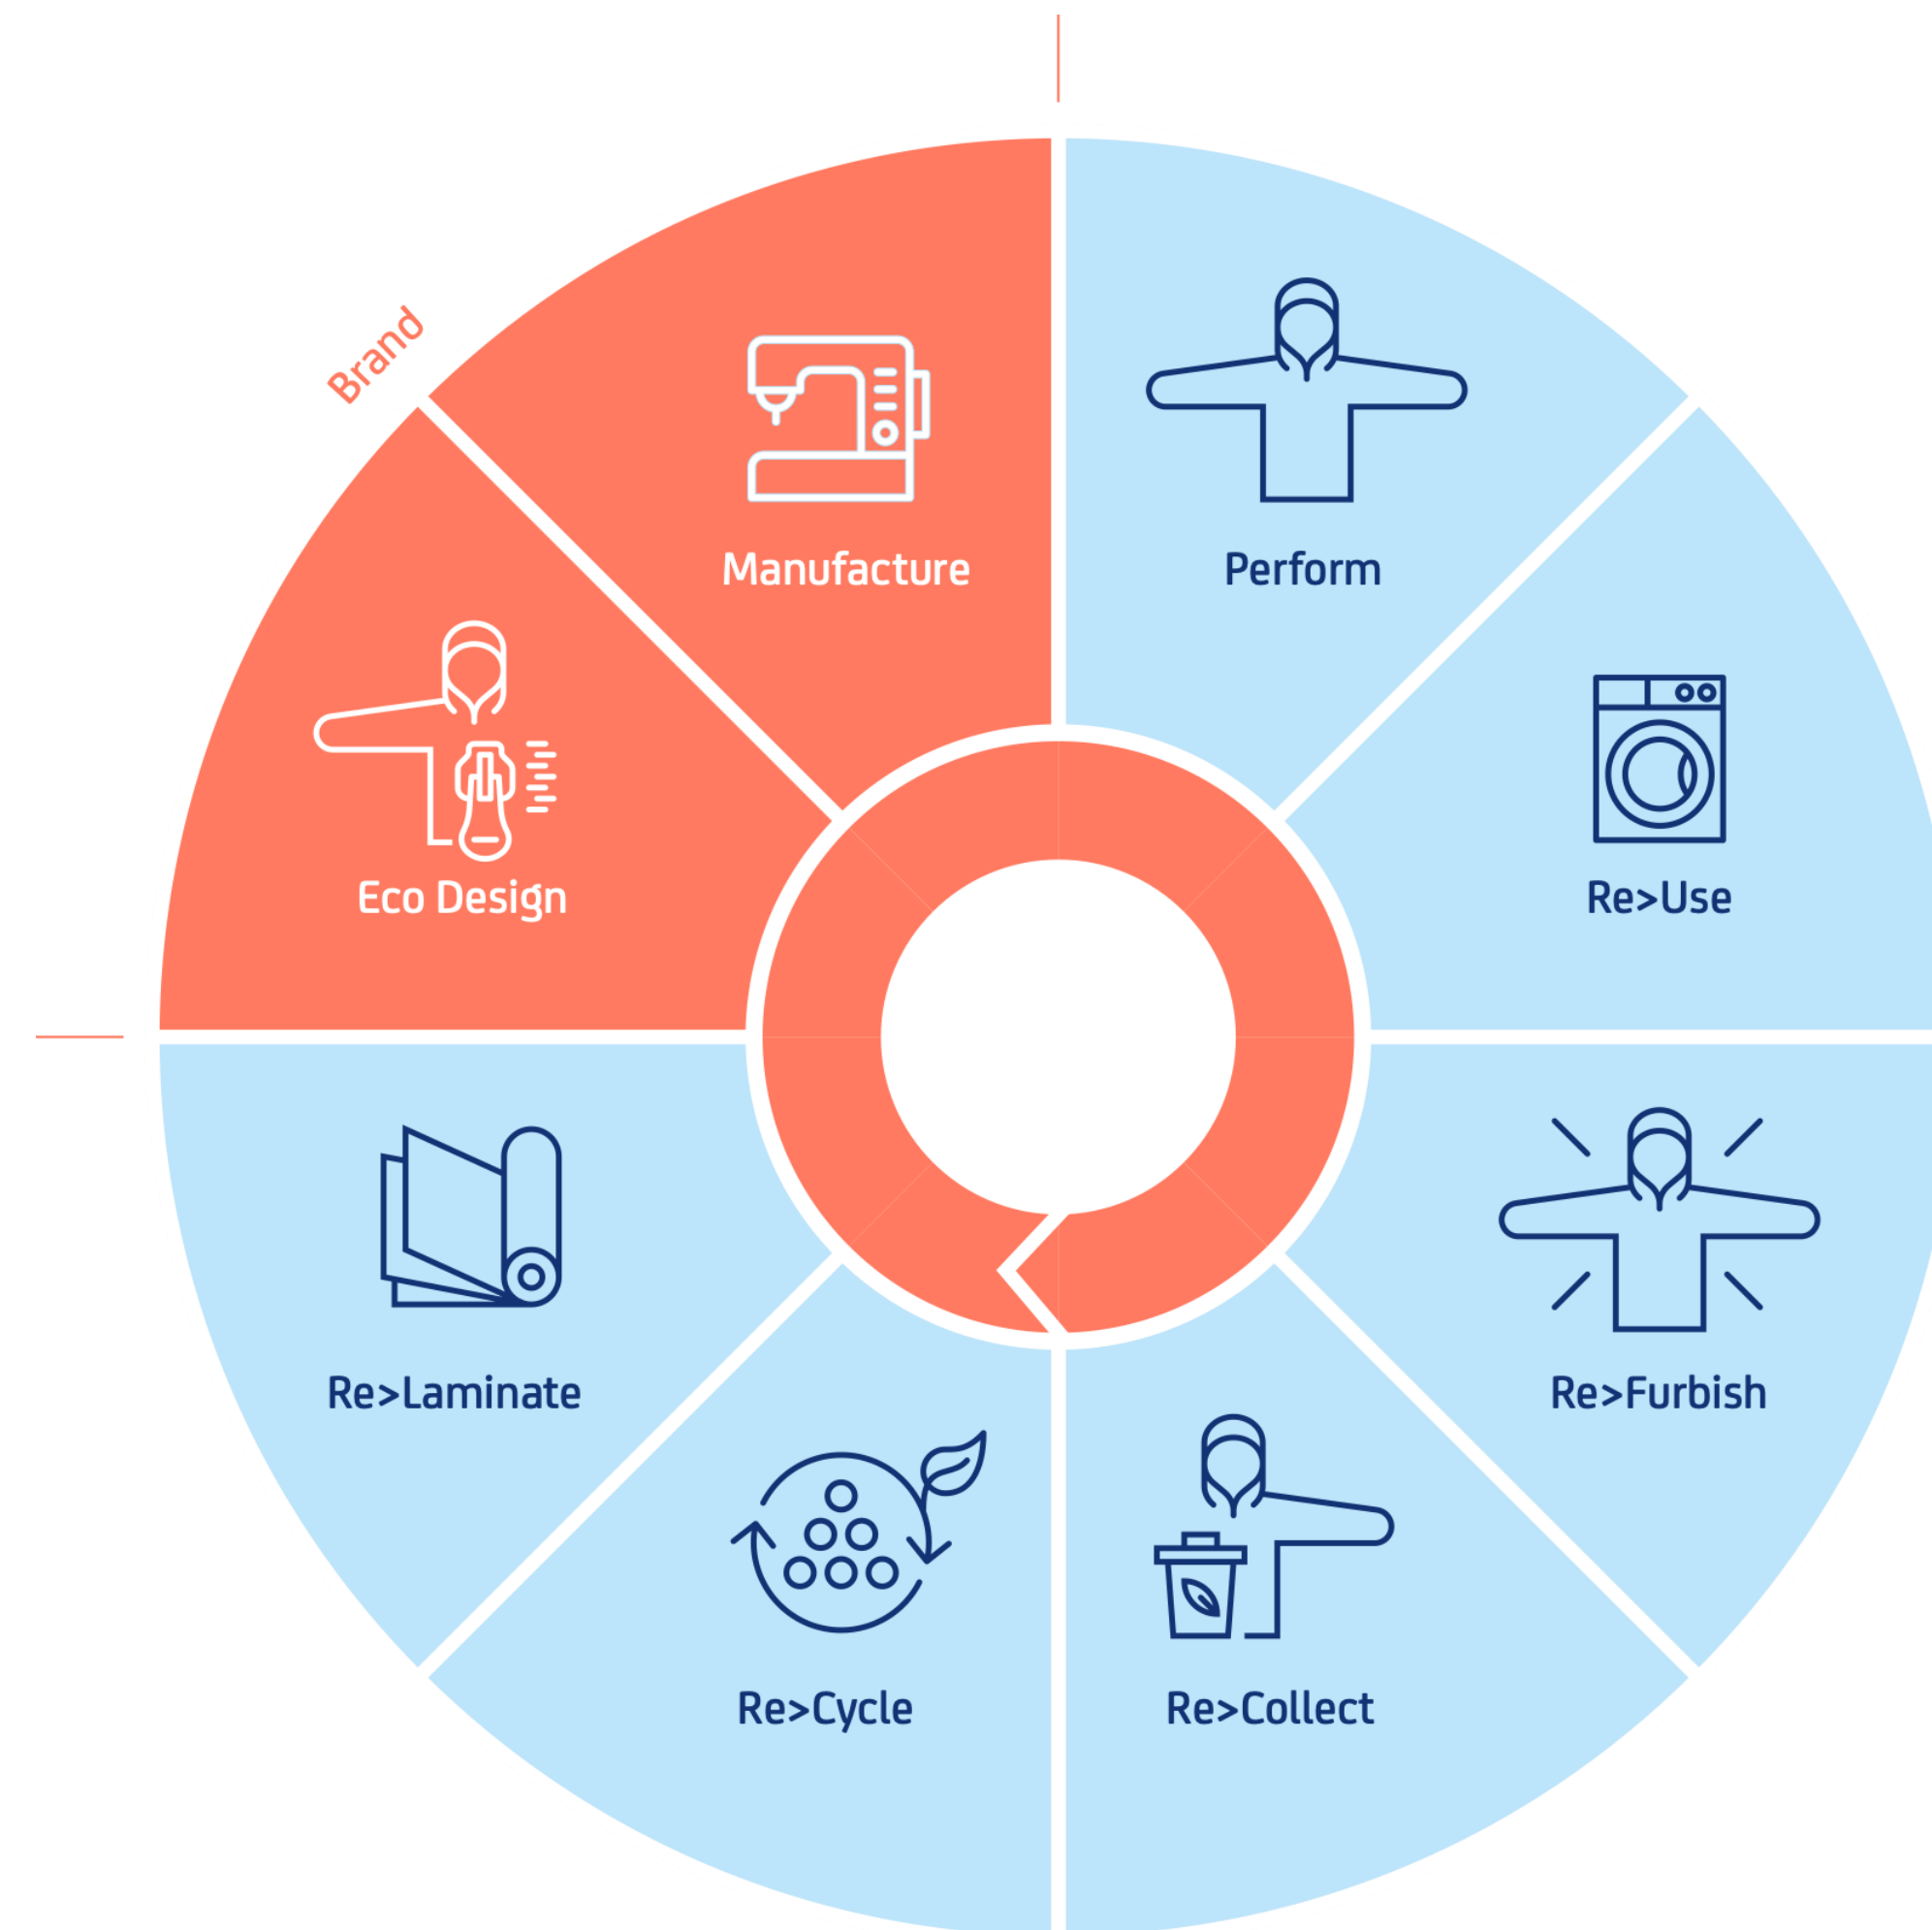 Brand
Manufacture
Perform
Eco Design
Re>Use
Re>Laminate
Re>Furbish
Re>Cycle
Re>Collect